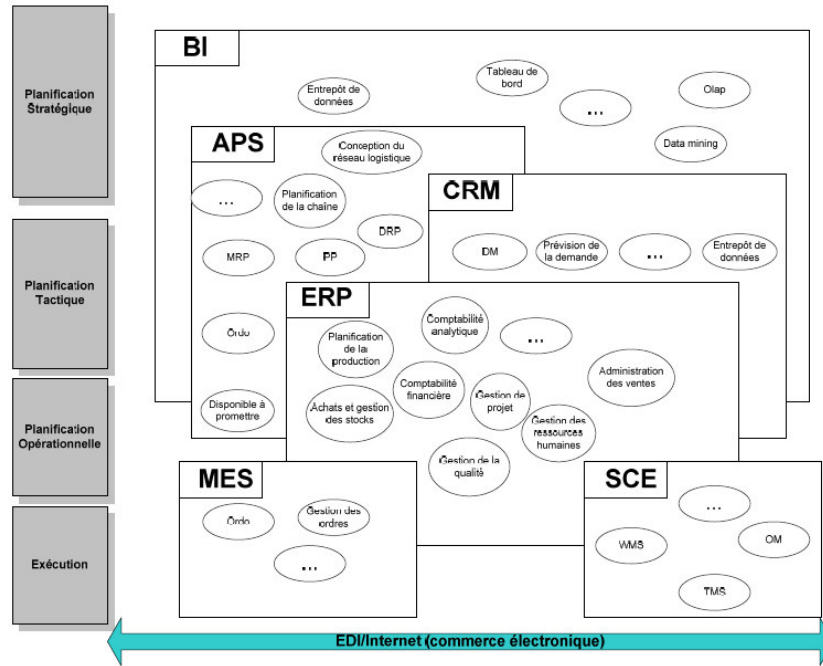 Planification
Stratégique
Planification
Tactique
Planification
Opérationnelle
Exécution
BI
Entrepôt de
données
Tableau de
bord
...
Olap
Data mining
APS
Conception du
réseau logistique
...
Planification
de la chaîne
DRP
MRP
PP
Ordo
Disponible à
promettre
CRM
DM
Prévision de
la demande
...
Entrepôt de
données
ERP
Planification
de la
production
Comptabilité
analytique
...
Administration
des ventes
Comptabilité
financière
Achats et gestion
des stocks
Gestion de
projet
Gestion des
ressources
humaines
Gestion de la
qualité
MES
Ordo
Gestion des
ordres
...
SCE
...
WMS
OM
TMS
EDI/Internet (commerce électronique)